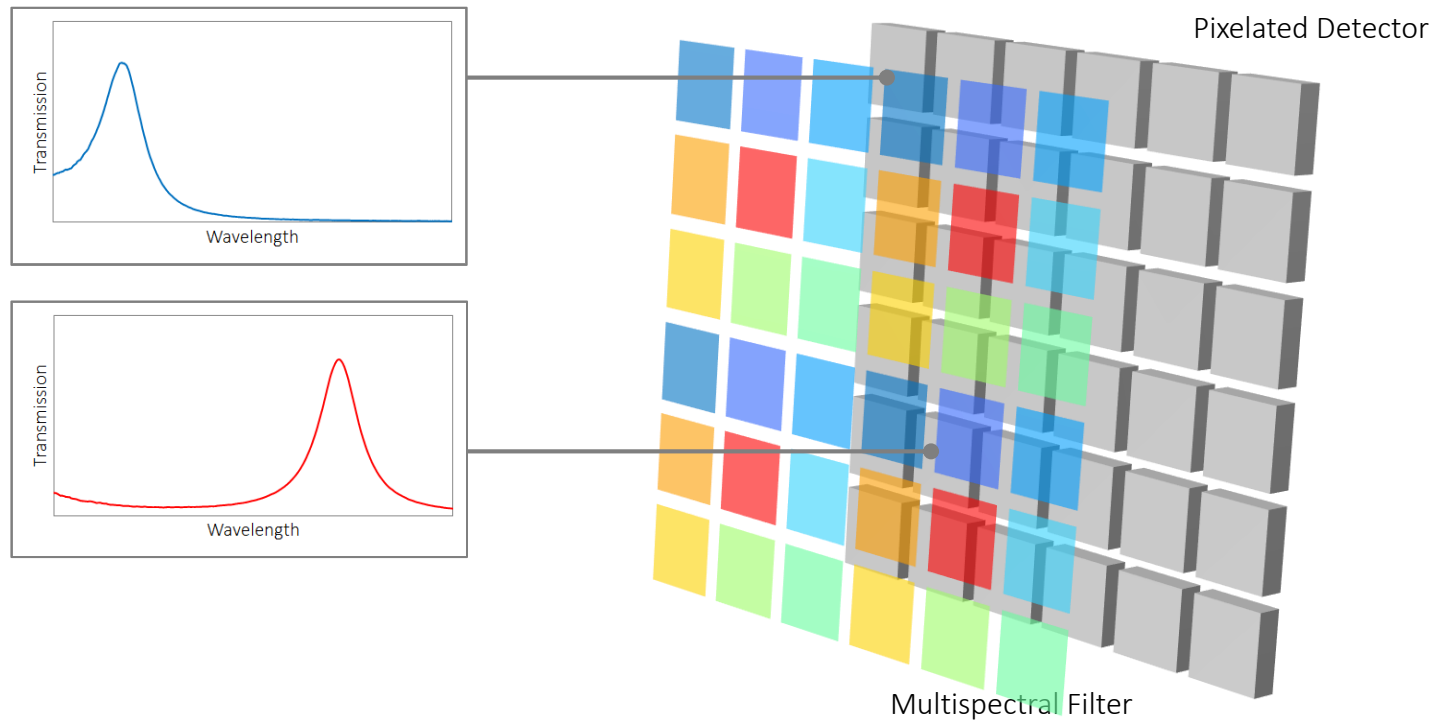 Pixelated Detector
Transmission
Wavelength
Transmission
Wavelength
Multispectral Filter